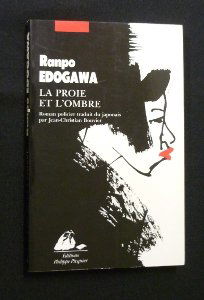 Ranpo
EDOGAWA
LA PROIE
ET L'OMBRE
Roman policier traduit du japonais
par Jean-Christian Bouvier
Éditions
Philippe Picquier